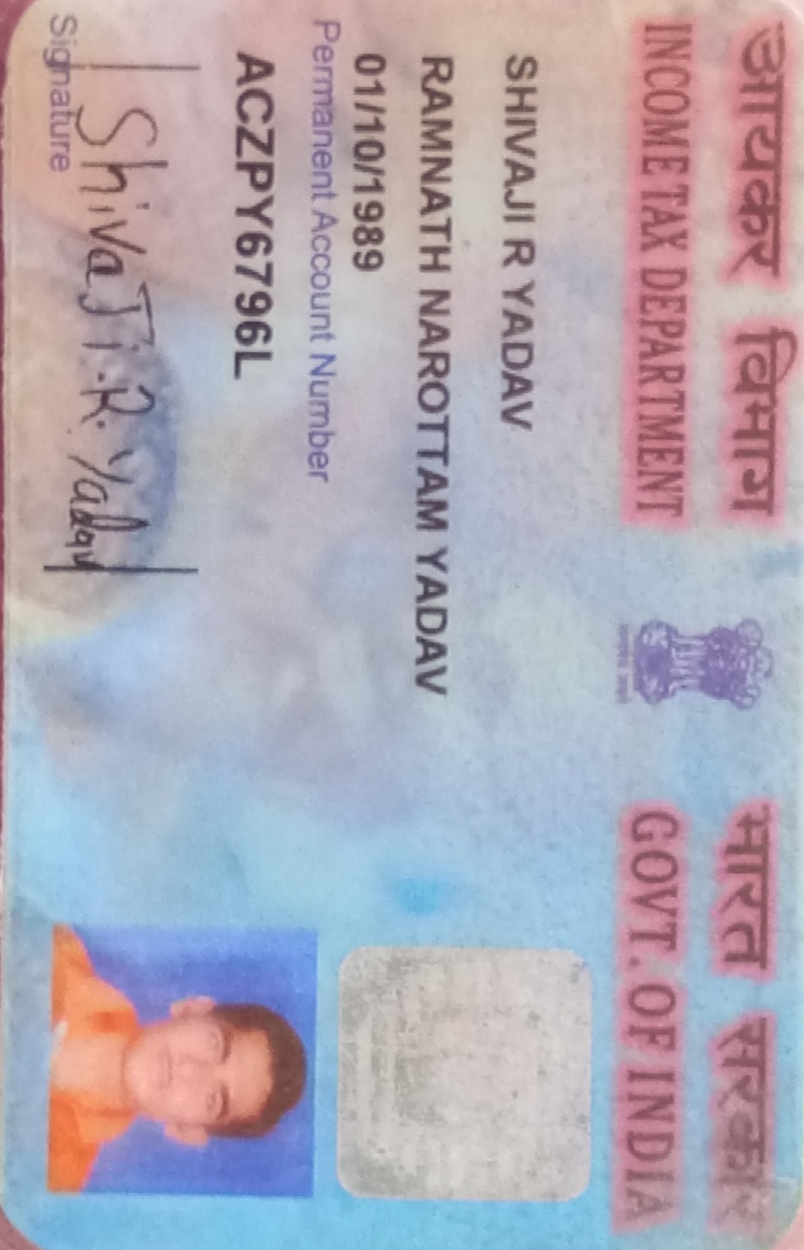 आयकर विभाग
INCOME TAX DEPARTMENT
भारत सरकार
GOVT. OF INDIA
SHIVAJI R YADAV
RAMNATH NAROTTAM YADAV
01/10/1989
Permanent Account Number
ACZPY6796L
Shivaji.R.Yadav
Signature